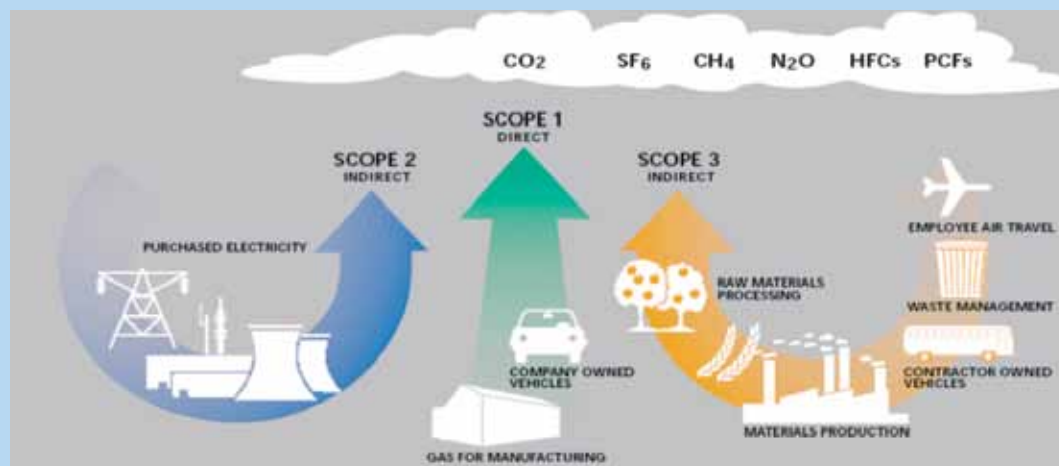 CO2 SF6 CH4 N2O HFCs PCFs
SCOPE 1
DIRECT
SCOPE 2
INDIRECT
SCOPE 3
INDIRECT
PURCHASED ELECTRICITY
COMPANY OWNED
VEHICLES
GAS FOR MANUFACTURING
RAW MATERIALS
PROCESSING
MATERIALS PRODUCTION
EMPLOYEE AIR TRAVEL
WASTE MANAGEMENT
CONTRACTOR OWNED
VEHICLES